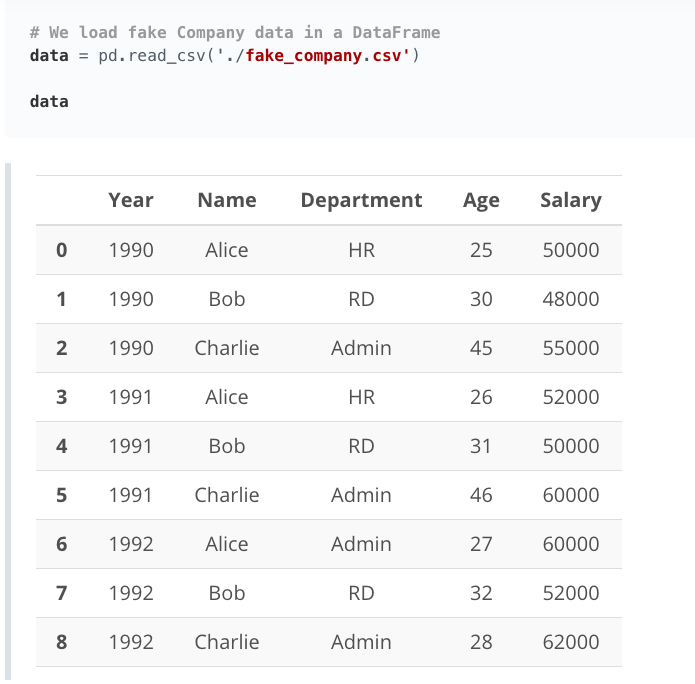 # We load fake Company data in a DataFrame
data = pd.read_csv('./fake_company.csv')
data
Year Name Department Age Salary
0 1990 Alice HR 25 50000
1 1990 Bob RD 30 48000
2 1990 Charlie Admin 45 55000
3 1991 Alice HR 26 52000
4 1991 Bob RD 31 50000
5 1991 Charlie Admin 46 60000
6 1992 Alice Admin 27 60000
7 1992 Bob RD 32 52000
8 1992 Charlie Admin 28 62000